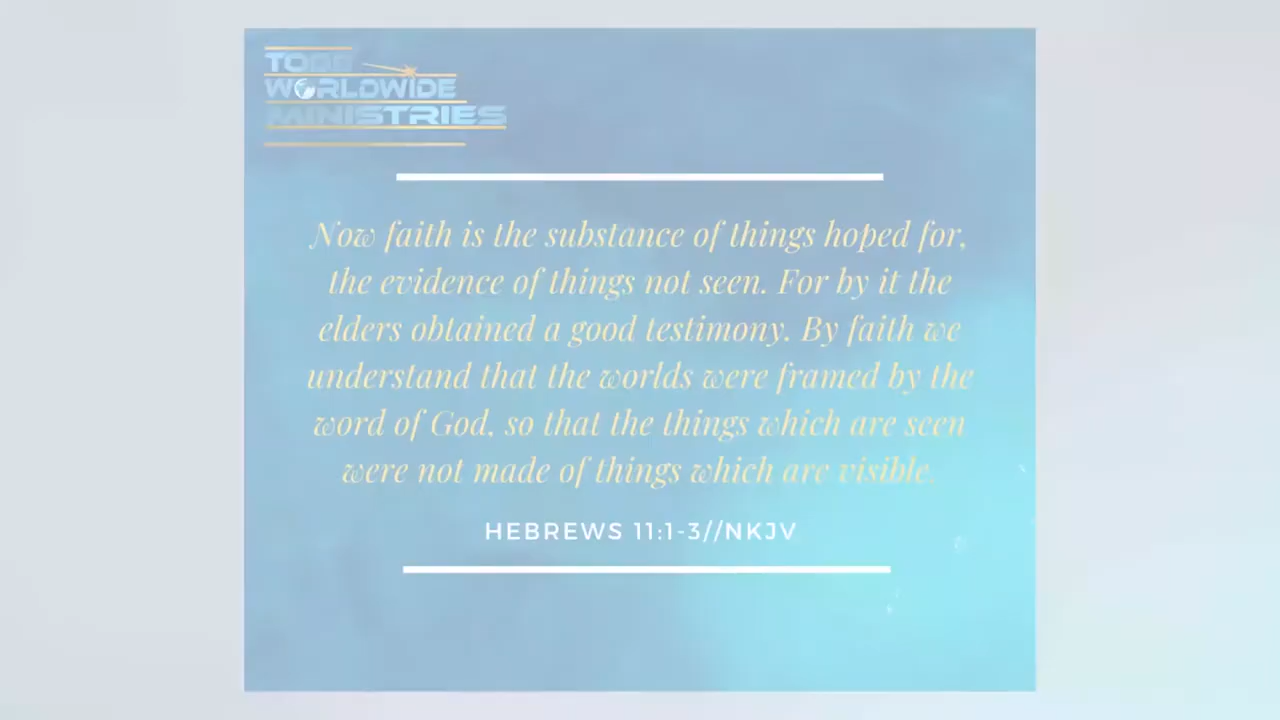 TODD
WORLDWIDE
MINISTRIES
Now faith is the substance of things hoped for,
the evidence of things not seen. For by it the
elders obtained a good testimony. By faith we
understand that the worlds were framed by the
word of God, so that the things which are seen
were not made of things which are visible.
HEBREWS 11:1-3//NKJV